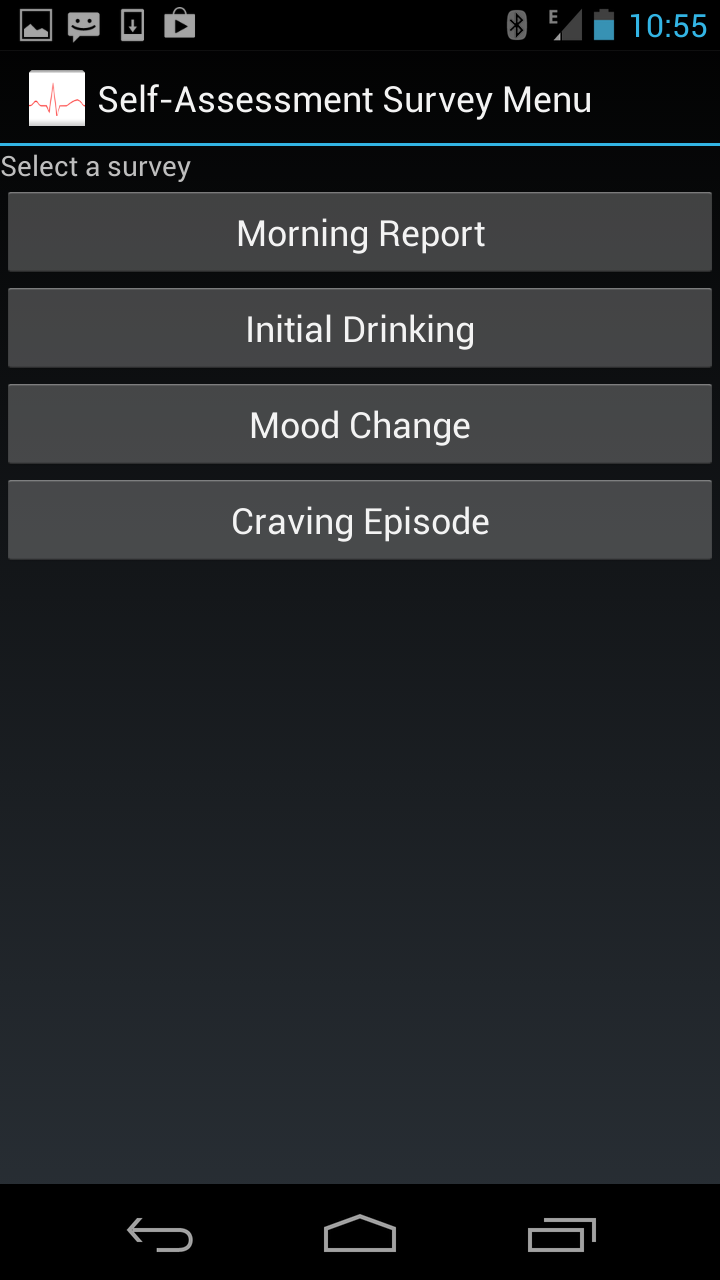 E 10:55
Self-Assessment Survey Menu
Select a survey
Morning Report
Initial Drinking
Mood Change
Craving Episode